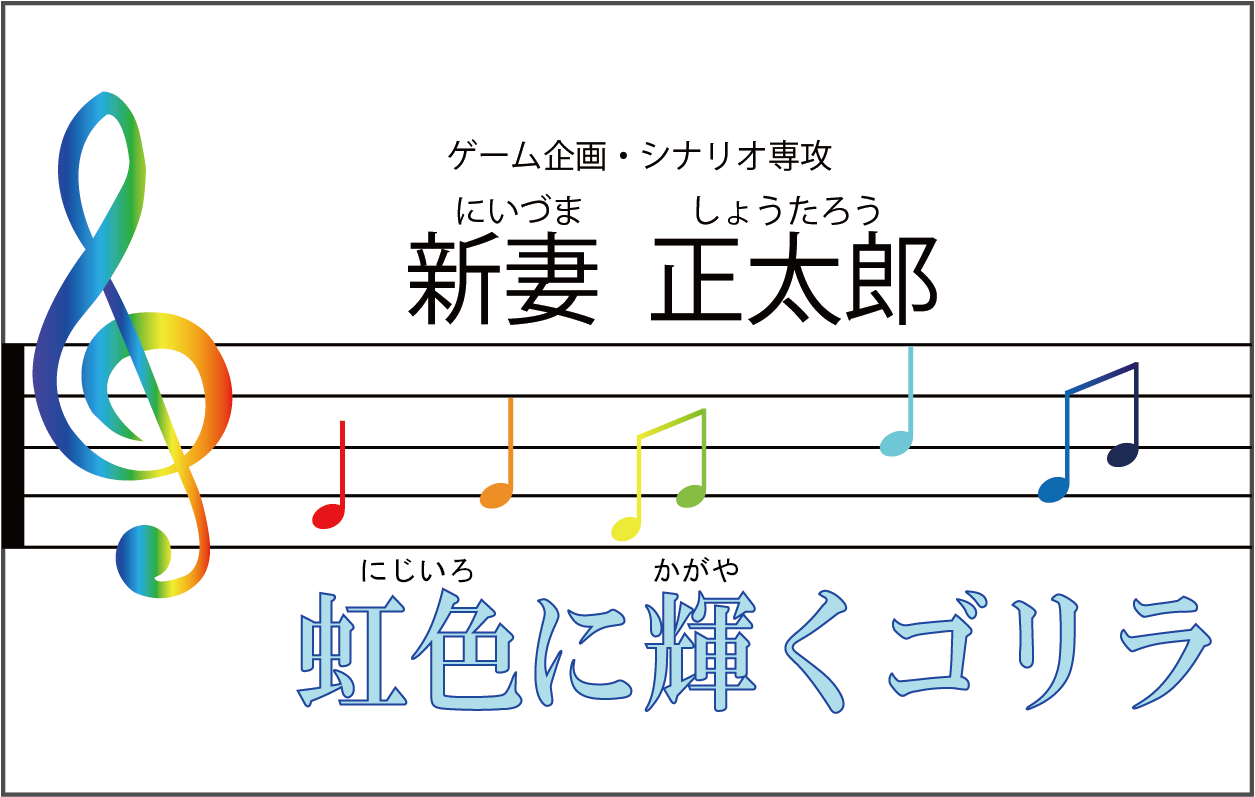 ゲーム企画・シナリオ専攻
にいづま しょうたろう
新妻 正太郎
にじいろ かがや
虹色に輝くゴリラ